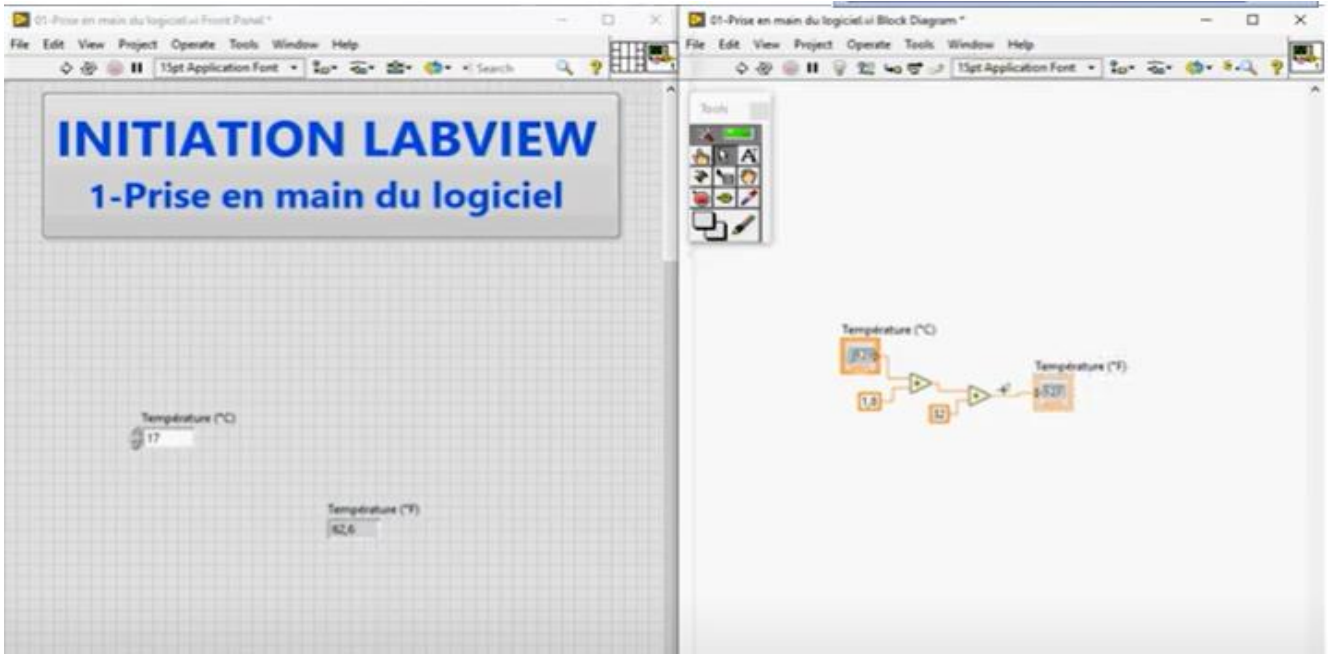 01-Prise en main du logiciel.vi Front Panel *
File Edit View Project Operate Tools Window Help
15pt Application Font
Search
INITIATION LABVIEW
1-Prise en main du logiciel
Température (°C)
17
Température (°F)
62,6
01-Prise en main du logiciel.vi Block Diagram *
File Edit View Project Operate Tools Window Help
15pt Application Font
Tools
A
Température (°C)
1,8
32
Température (°F)